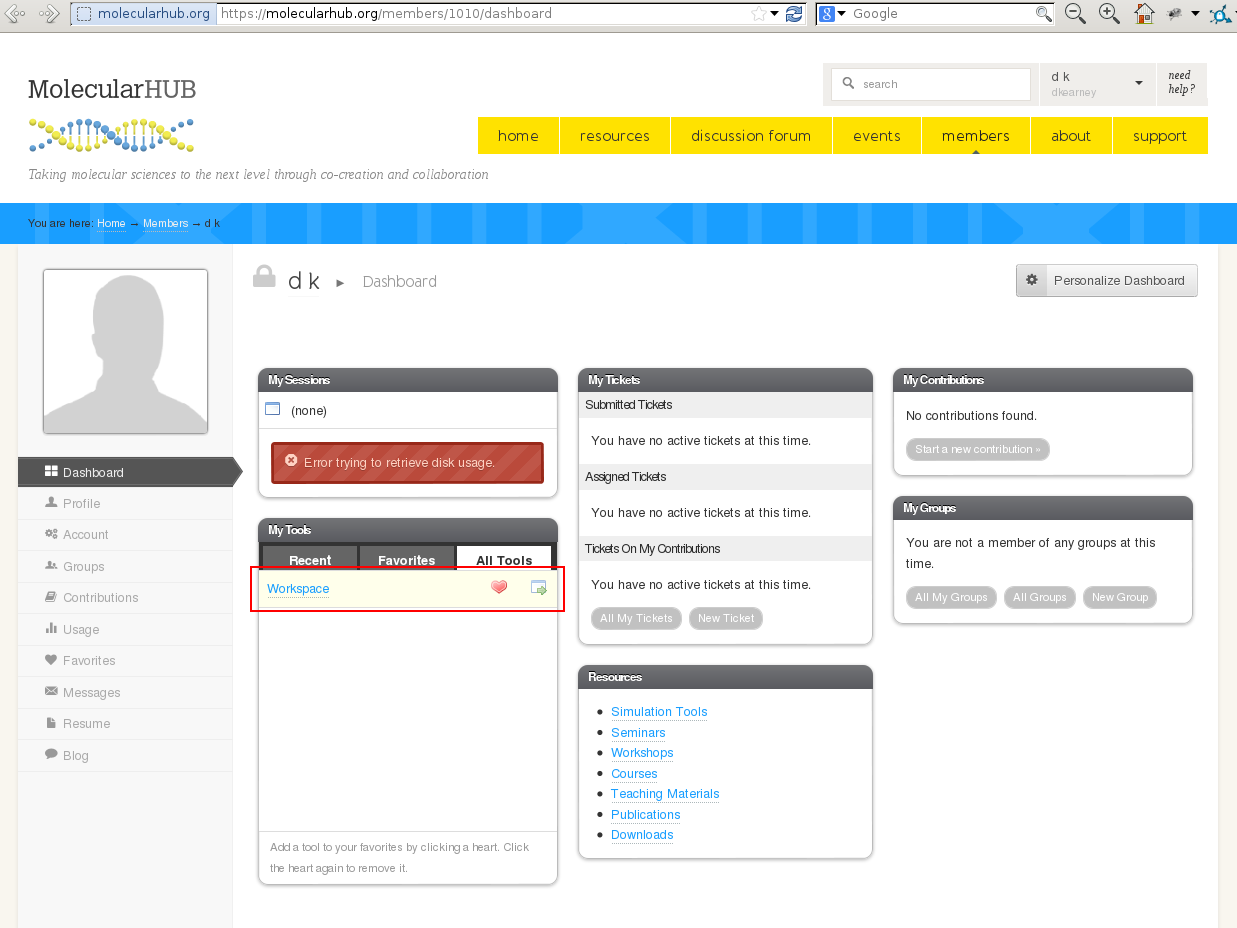 molecularhub.org https://molecularhub.org/members/1010/dashboard Google
MolecularHUB
search
d k
dkearney
need
help?
home resources discussion forum events members about support
Taking molecular sciences to the next level through co-creation and collaboration
You are here: Home → Members → d k
d k ▸ Dashboard
Personalize Dashboard
Dashboard
Profile
Account
Groups
Contributions
Usage
Favorites
Messages
Resume
Blog
My Sessions
(none)
Error trying to retrieve disk usage.
My Tools
Recent Favorites All Tools
Workspace
Add a tool to your favorites by clicking a heart. Click
the heart again to remove it.
My Tickets
Submitted Tickets
You have no active tickets at this time.
Assigned Tickets
You have no active tickets at this time.
Tickets On My Contributions
You have no active tickets at this time.
All My Tickets New Ticket
Resources
• Simulation Tools
• Seminars
• Workshops
• Courses
• Teaching Materials
• Publications
• Downloads
My Contributions
No contributions found.
Start a new contribution »
My Groups
You are not a member of any groups at this
time.
All My Groups All Groups New Group